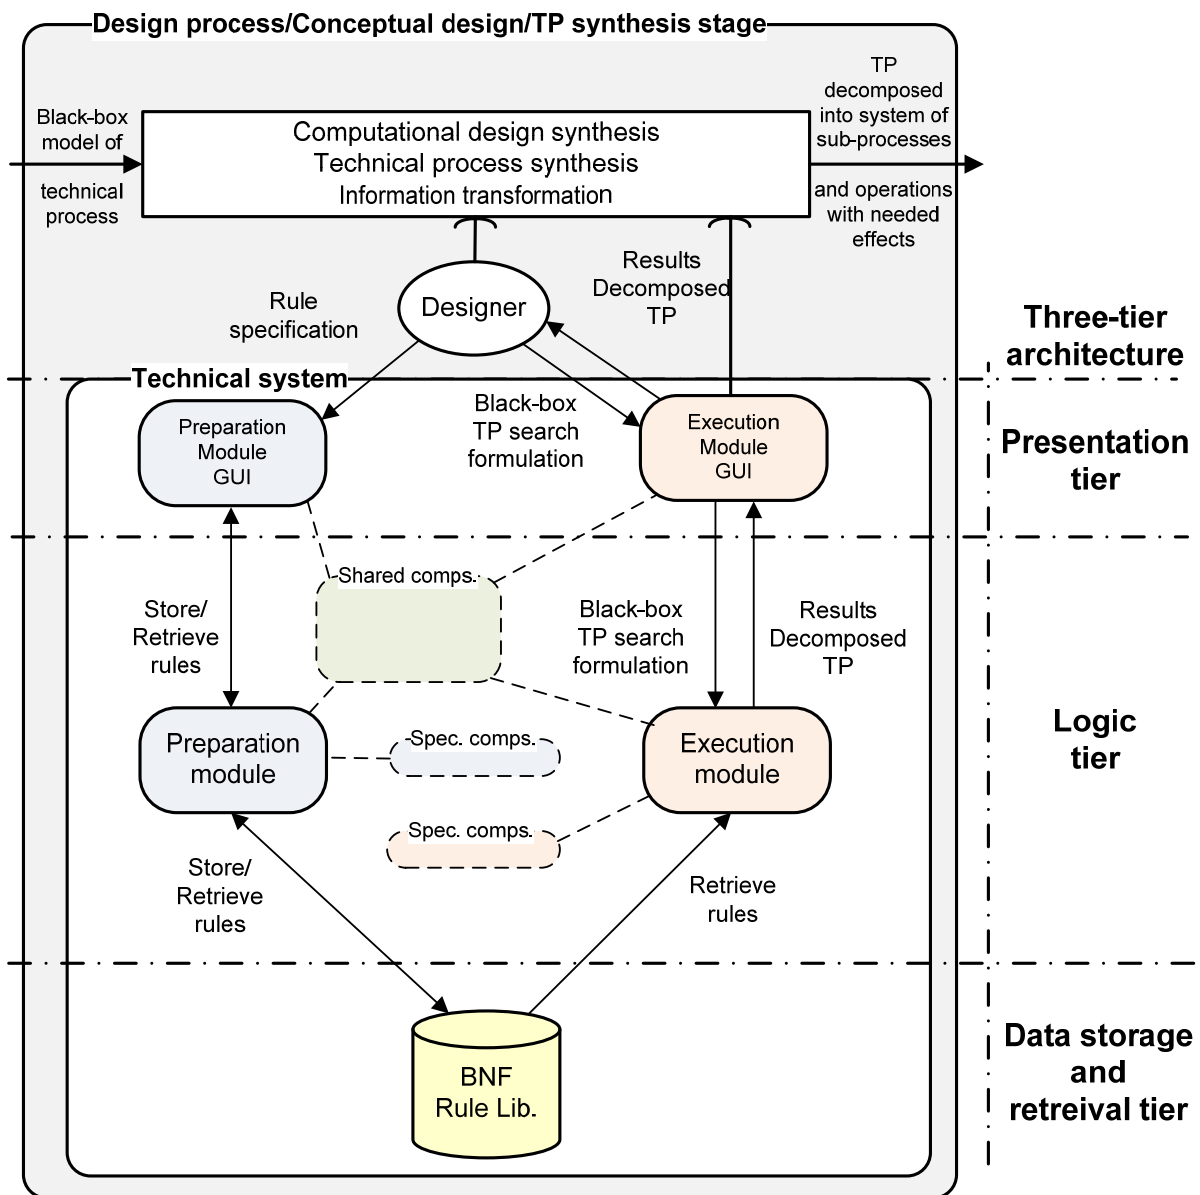 Design process/Conceptual design/TP synthesis stage
Black-box
model of
technical
process
Computational design synthesis
Technical process synthesis
Information transformation
TP
decomposed
into system of
sub-processes
and operations
with needed
effects
Designer
Rule
specification
Results
Decomposed
TP
Three-tier
architecture
Technical system
Preparation
Module
GUI
Black-box
TP search
formulation
Execution
Module
GUI
Presentation
tier
Shared comps.
Store/
Retrieve
rules
Black-box
TP search
formulation
Results
Decomposed
TP
Preparation
module
Spec. comps.
Execution
module
Logic
tier
Spec. comps.
Store/
Retrieve
rules
Retrieve
rules
BNF
Rule Lib.
Data storage
and
retreival tier